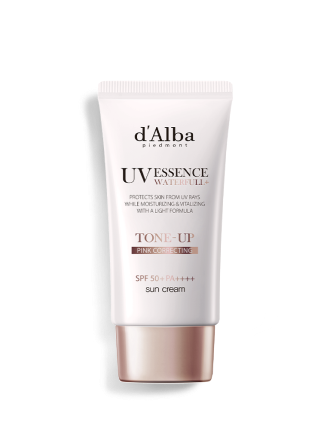 d'Alba
piedmont
UV ESSENCE
WATERFULL+
PROTECTS SKIN FROM UV RAYS
WHILE MOISTURIZING & VITALIZING
WITH A LIGHT FORMULA.
TONE-UP
PINK CORRECTING
SPF 50+ PA++++
sun cream